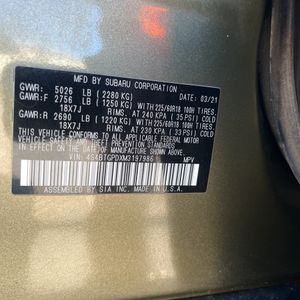 MFD. BY SUBARU CORPORATION 03/21
GVWR: 5026 LB ( 2280 KG)
GAWR:F 2756 LB ( 1250 KG) WITH 225/60R18 100H TIRES
18X7J RIMS. AT 240 KPA ( 35 PSI) COLD
GAWR:R 2690 LB ( 1220 KG) WITH 225/60R18 100H TIRES
18X7J RIMS. AT 230 KPA ( 33 PSI) COLD
THIS VEHICLE CONFORMS TO ALL APPLICABLE FEDERAL MOTOR
VEHICLE SAFETY AND THEFT PREVENTION STANDARDS
IN EFFECT ON THE DATE OF MANUFACTURE SHOWN ABOVE.
VIN: 4S4BTGPDXM3197986 MPV
ASSEMBLED BY SIA INC. MADE IN U.S.A.